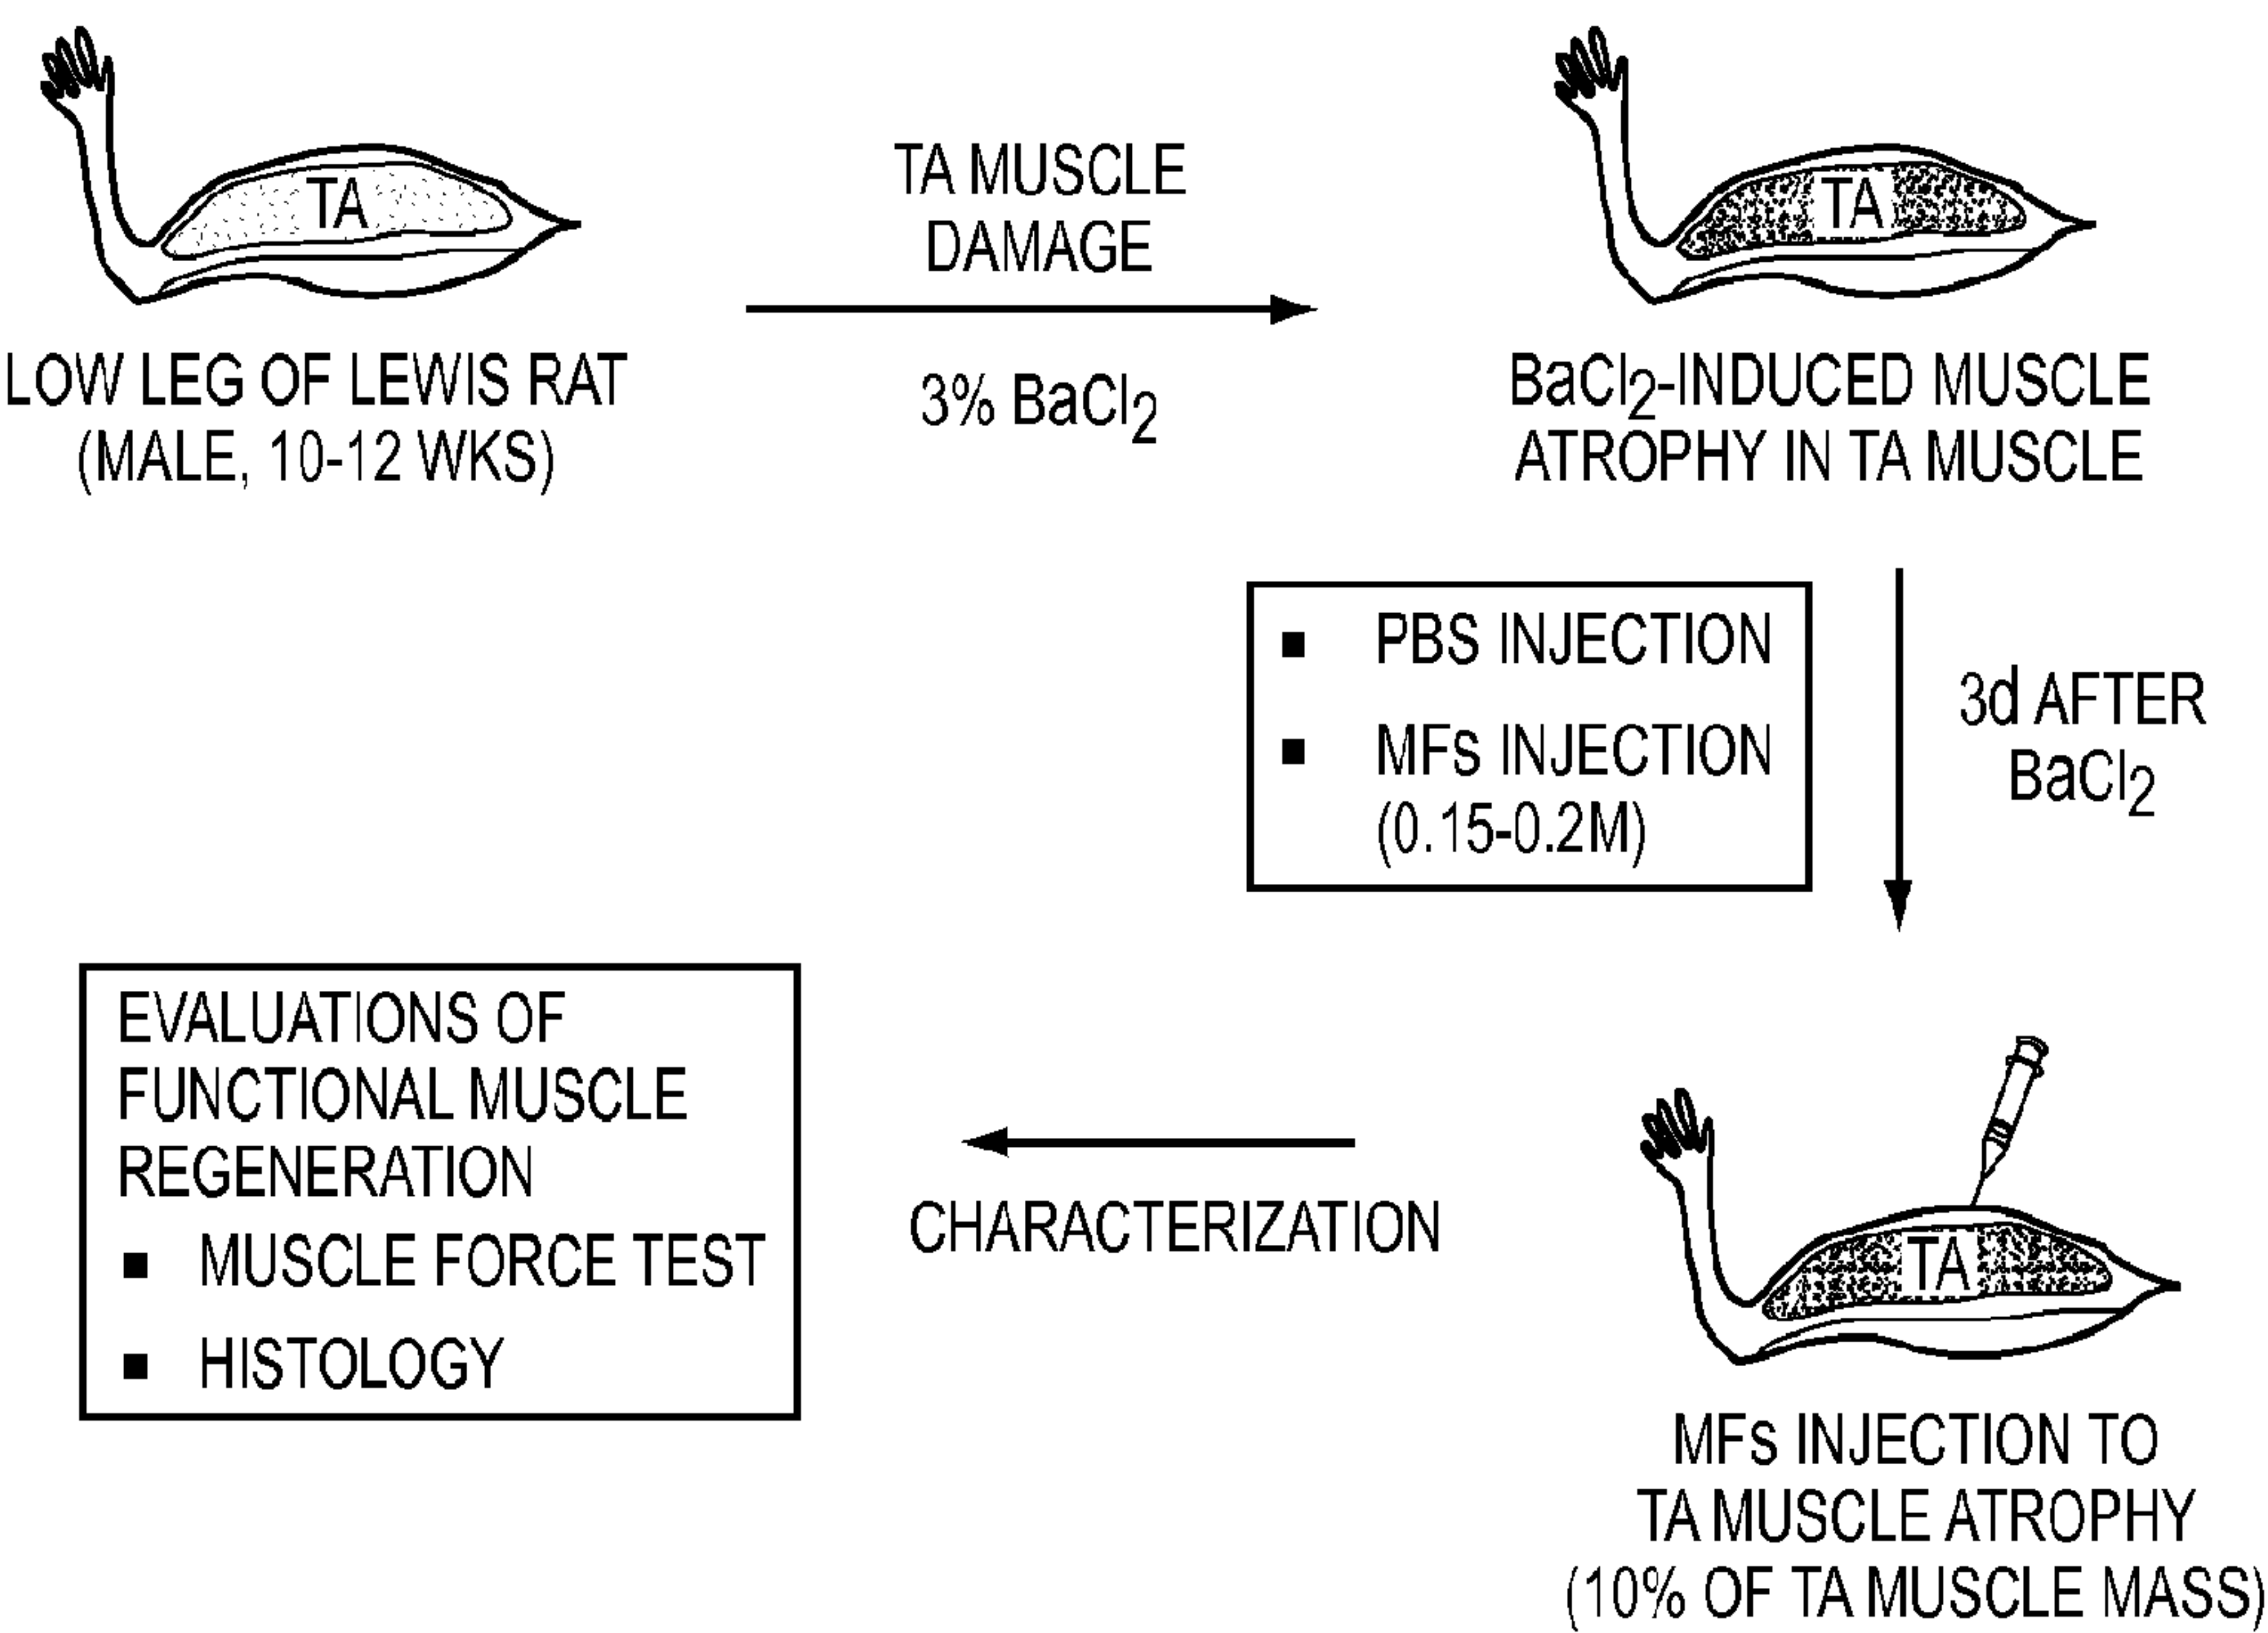 TA
LOW LEG OF LEWIS RAT
(MALE, 10-12 WKS)
TA MUSCLE
DAMAGE
3% BaCl2
TA
BaCl2-INDUCED MUSCLE
ATROPHY IN TA MUSCLE
■ PBS INJECTION
■ MFs INJECTION
(0.15-0.2M)
3d AFTER
BaCl2
TA
MFs INJECTION TO
TA MUSCLE ATROPHY
(10% OF TA MUSCLE MASS)
CHARACTERIZATION
EVALUATIONS OF
FUNCTIONAL MUSCLE
REGENERATION
■ MUSCLE FORCE TEST
■ HISTOLOGY